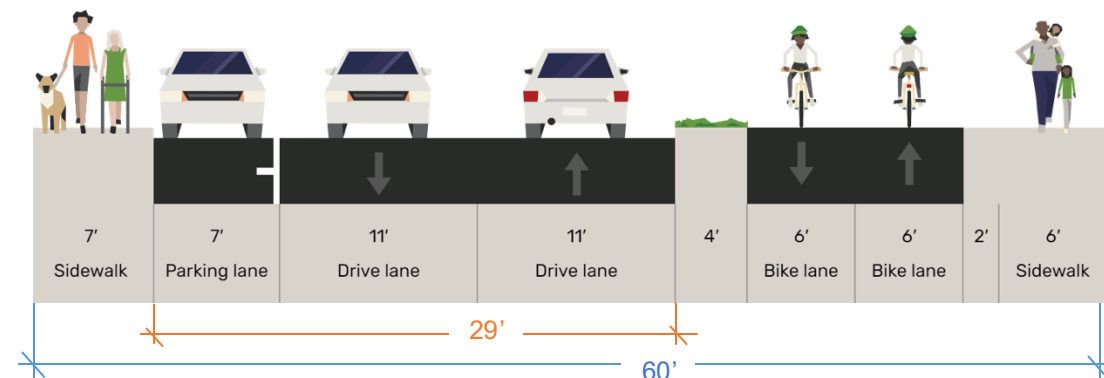 7′ 7′ 11′ 11′ 4′ 6′ 6′ 2′ 6′
Sidewalk Parking lane Drive lane Drive lane Bike lane Bike lane Sidewalk
29’
60’